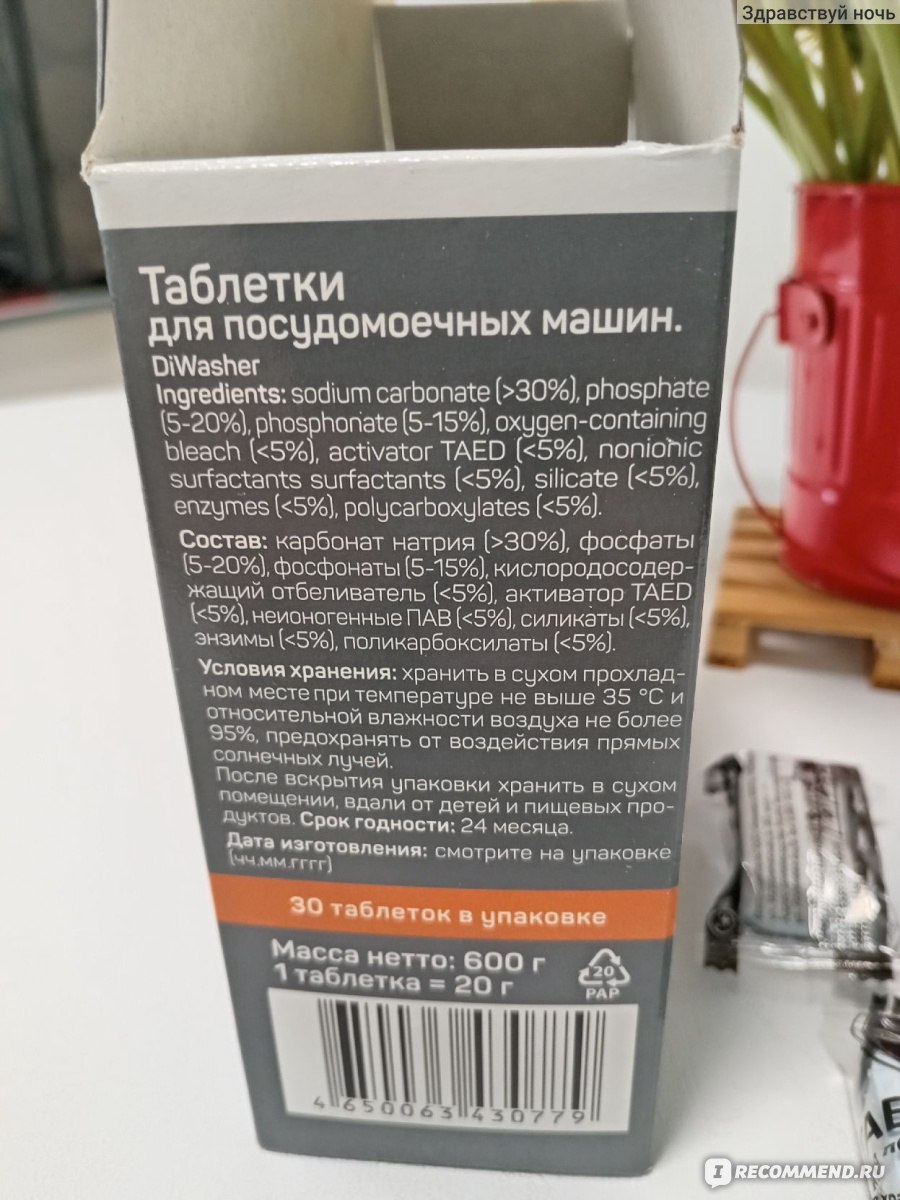 Здравствуй ночь
Таблетки
для посудомоечных машин.
DiWasher
Ingredients: sodium carbonate (>30%), phosphate
(5-20%), phosphonate (5-15%), oxygen-containing
bleach (<5%), activator TAED (<5%), nonionic
surfactants surfactants (<5%), silicate (<5%),
enzymes (<5%), polycarboxylates (<5%).
Состав: карбонат натрия (>30%), фосфаты
(5-20%), фосфонаты (5-15%), кислородосодер-
жащий отбеливатель (<5%), активатор TAED
(<5%), неионогенные ПАВ (<5%), силикаты (<5%),
энзимы (<5%), поликарбоксилаты (<5%).
Условия хранения: хранить в сухом прохлад-
ном месте при температуре не выше 35 °C и
относительной влажности воздуха не более
95%, предохранять от воздействия прямых
солнечных лучей.
После вскрытия упаковки хранить в сухом
помещении, вдали от детей и пищевых про-
дуктов. Срок годности: 24 месяца.
Дата изготовления: смотрите на упаковке
(чч.мм.гггг)
30 таблеток в упаковке
Масса нетто: 600 г
1 таблетка = 20 г
20
PAP
4 650063 430779
IRECOMMEND.RU